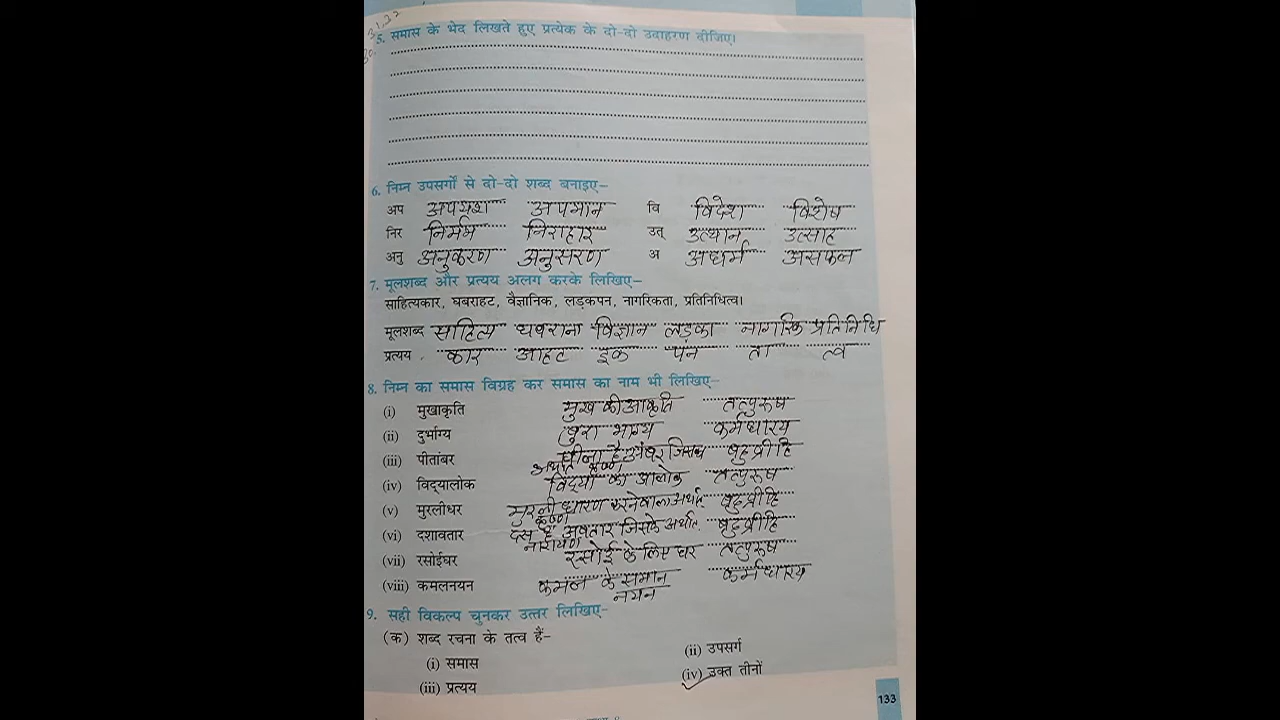 31,32
30.
5. समास के भेद लिखते हुए प्रत्येक के दो-दो उदाहरण दीजिए।
6. निम्न उपसर्गों से दो-दो शब्द बनाइए–
अप अपयश अपमान वि विदेश विशेष
निर निर्मम निराहार उत् उत्थान उत्साह
अनु अनुकरण अनुसरण अ अधर्म असफल
7. मूलशब्द और प्रत्यय अलग करके लिखिए–
साहित्यकार, घबराहट, वैज्ञानिक, लड़कपन, नागरिकता, प्रतिनिधित्व।
मूलशब्द साहित्य घबराना विज्ञान लड़का नागरिक प्रतिनिधि
प्रत्यय कार आहट इक पन ता त्व
8. निम्न का समास विग्रह कर समास का नाम भी लिखिए–
(i) मुखाकृति मुख की आकृति तत्पुरुष
(ii) दुर्भाग्य बुरा भाग्य कर्मधारय
(iii) पीतांबर पीला है अंबर जिसका बहुव्रीहि
अर्थात् कृष्ण
(iv) विद्यालोक विद्या का आलोक तत्पुरुष
(v) मुरलीधर मुरली धारण करनेवाला अर्थात् बहुव्रीहि
कृष्ण
(vi) दशावतार दस है अवतार जिसके अर्थात् बहुव्रीहि
नारायण
(vii) रसोईघर रसोई के लिए घर तत्पुरुष
(viii) कमलनयन कमल के समान कर्मधारय
नयन
9. सही विकल्प चुनकर उत्तर लिखिए–
(क) शब्द रचना के तत्व हैं–
(i) समास (ii) उपसर्ग
(iii) प्रत्यय (iv) उक्त तीनों
133